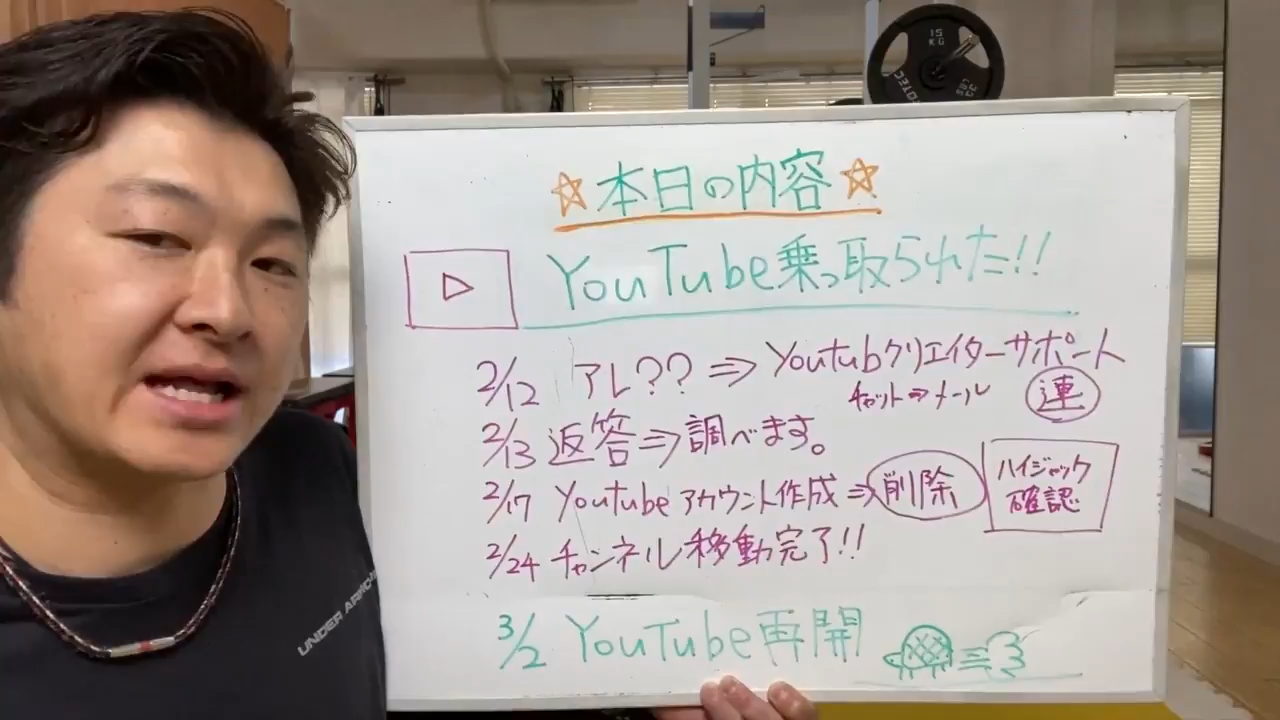 15
KG
☆本日の内容☆
YouTube乗っ取られた!!
2/12 アレ?? ⇒ Youtubクリエイターサポート
チャット⇒メール 連
2/13 返答⇒調べます。
2/17 Youtubeアカウント作成⇒削除
ハイジャック
確認
2/24 チャンネル移動完了!!
3/2 YouTube再開
UNDER ARMOU